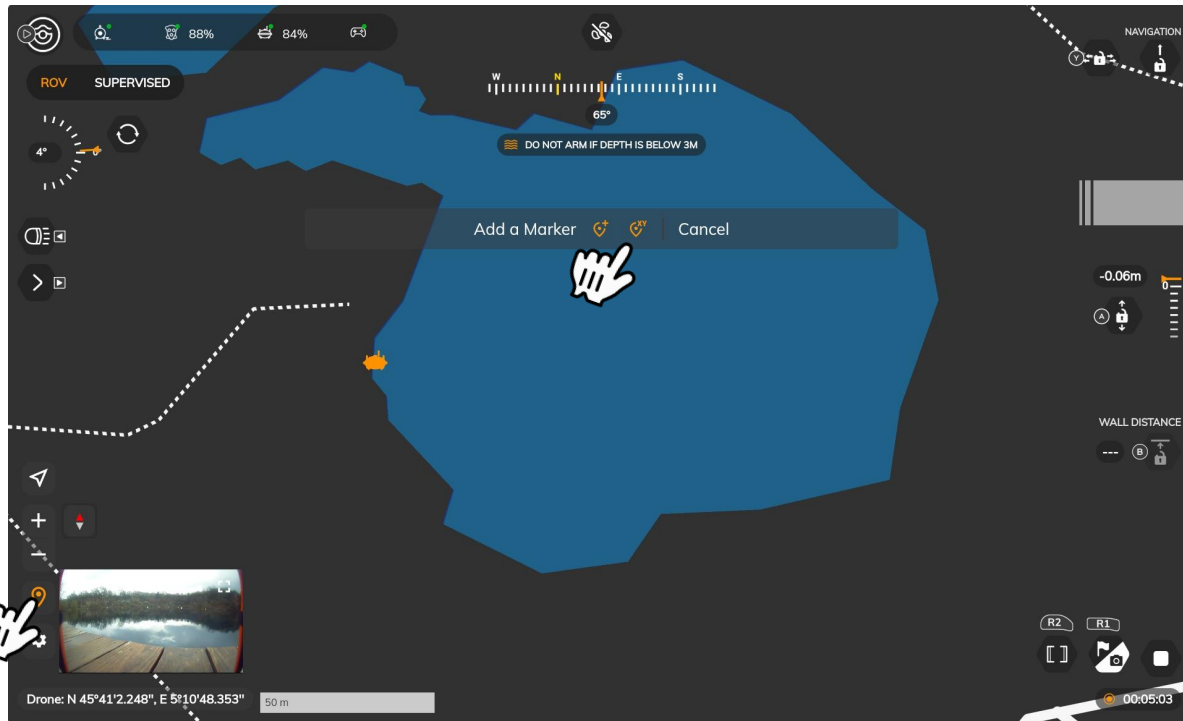 88%
84%
NAVIGATION
Y
ROV SUPERVISED
W N E S
65°
4°
0
DO NOT ARM IF DEPTH IS BELOW 3M
Add a Marker XY Cancel
-0.06m
0
A
WALL DISTANCE
--- B
R2 R1
Drone: N 45°41'2.248", E 5°10'48.353"
50 m
00:05:03